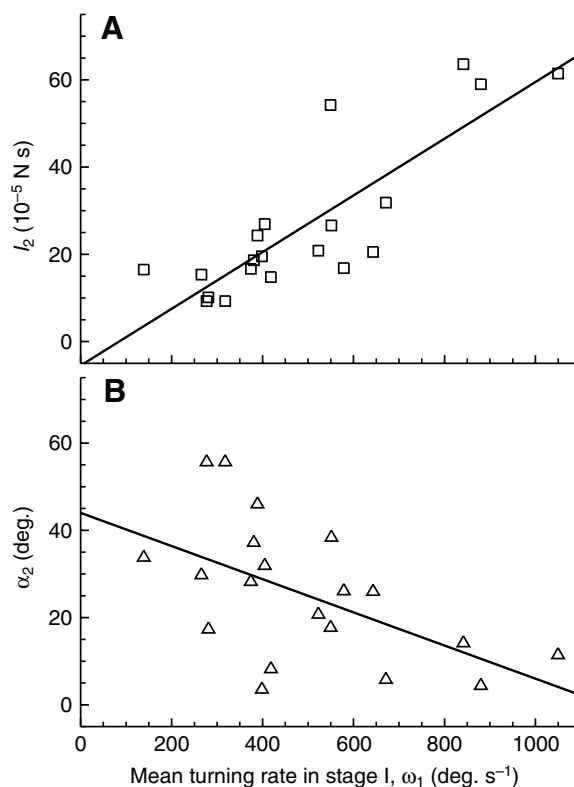 A
60
40
20
0
I₂ (10⁻⁵ N s)
B
60
40
20
0
α₂ (deg.)
0 200 400 600 800 1000
Mean turning rate in stage I, ω₁ (deg. s⁻¹)